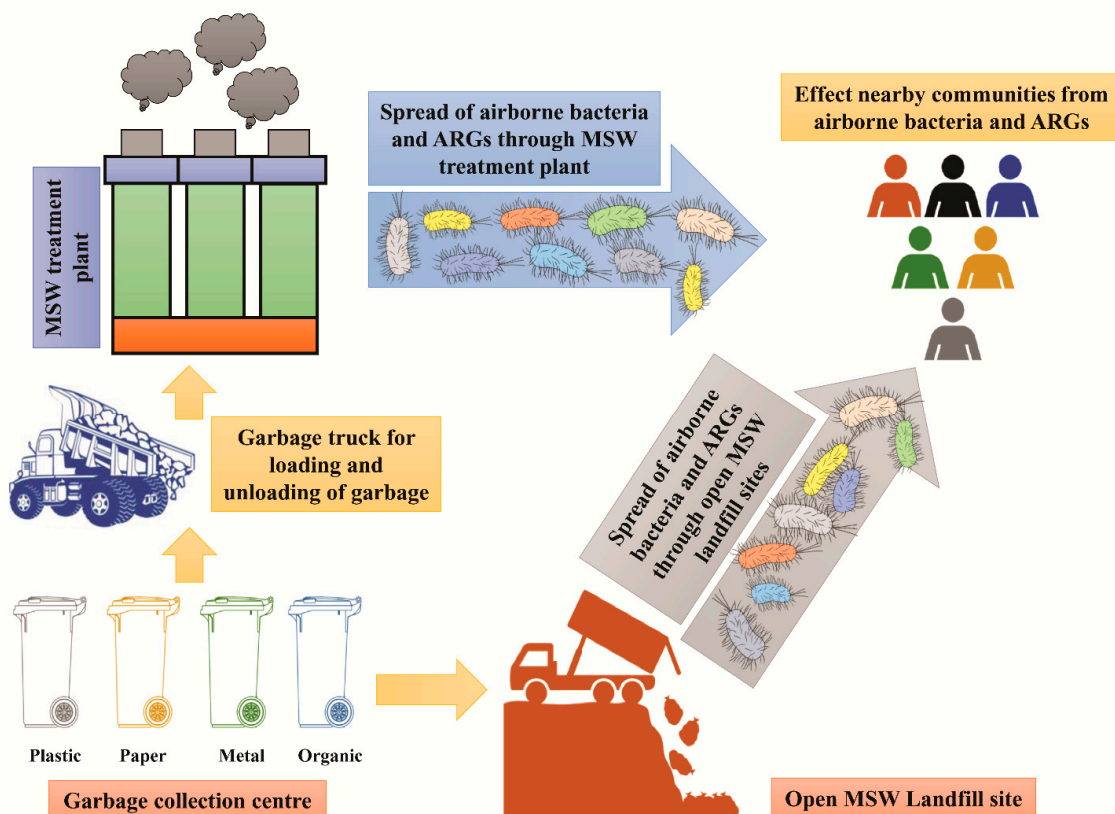 Spread of airborne bacteria
and ARGs through MSW
treatment plant
Effect nearby communities from
airborne bacteria and ARGs
MSW treatment
plant
Garbage truck for
loading and
unloading of garbage
Spread of airborne
bacteria and ARGs
through open MSW
landfill sites
Plastic
Paper
Metal
Organic
Garbage collection centre
Open MSW Landfill site